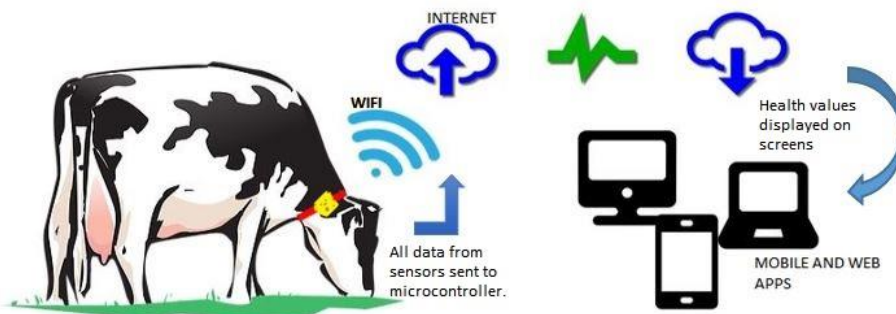 INTERNET
WIFI
All data from
sensors sent to
microcontroller.
Health values
displayed on
screens
MOBILE AND WEB
APPS